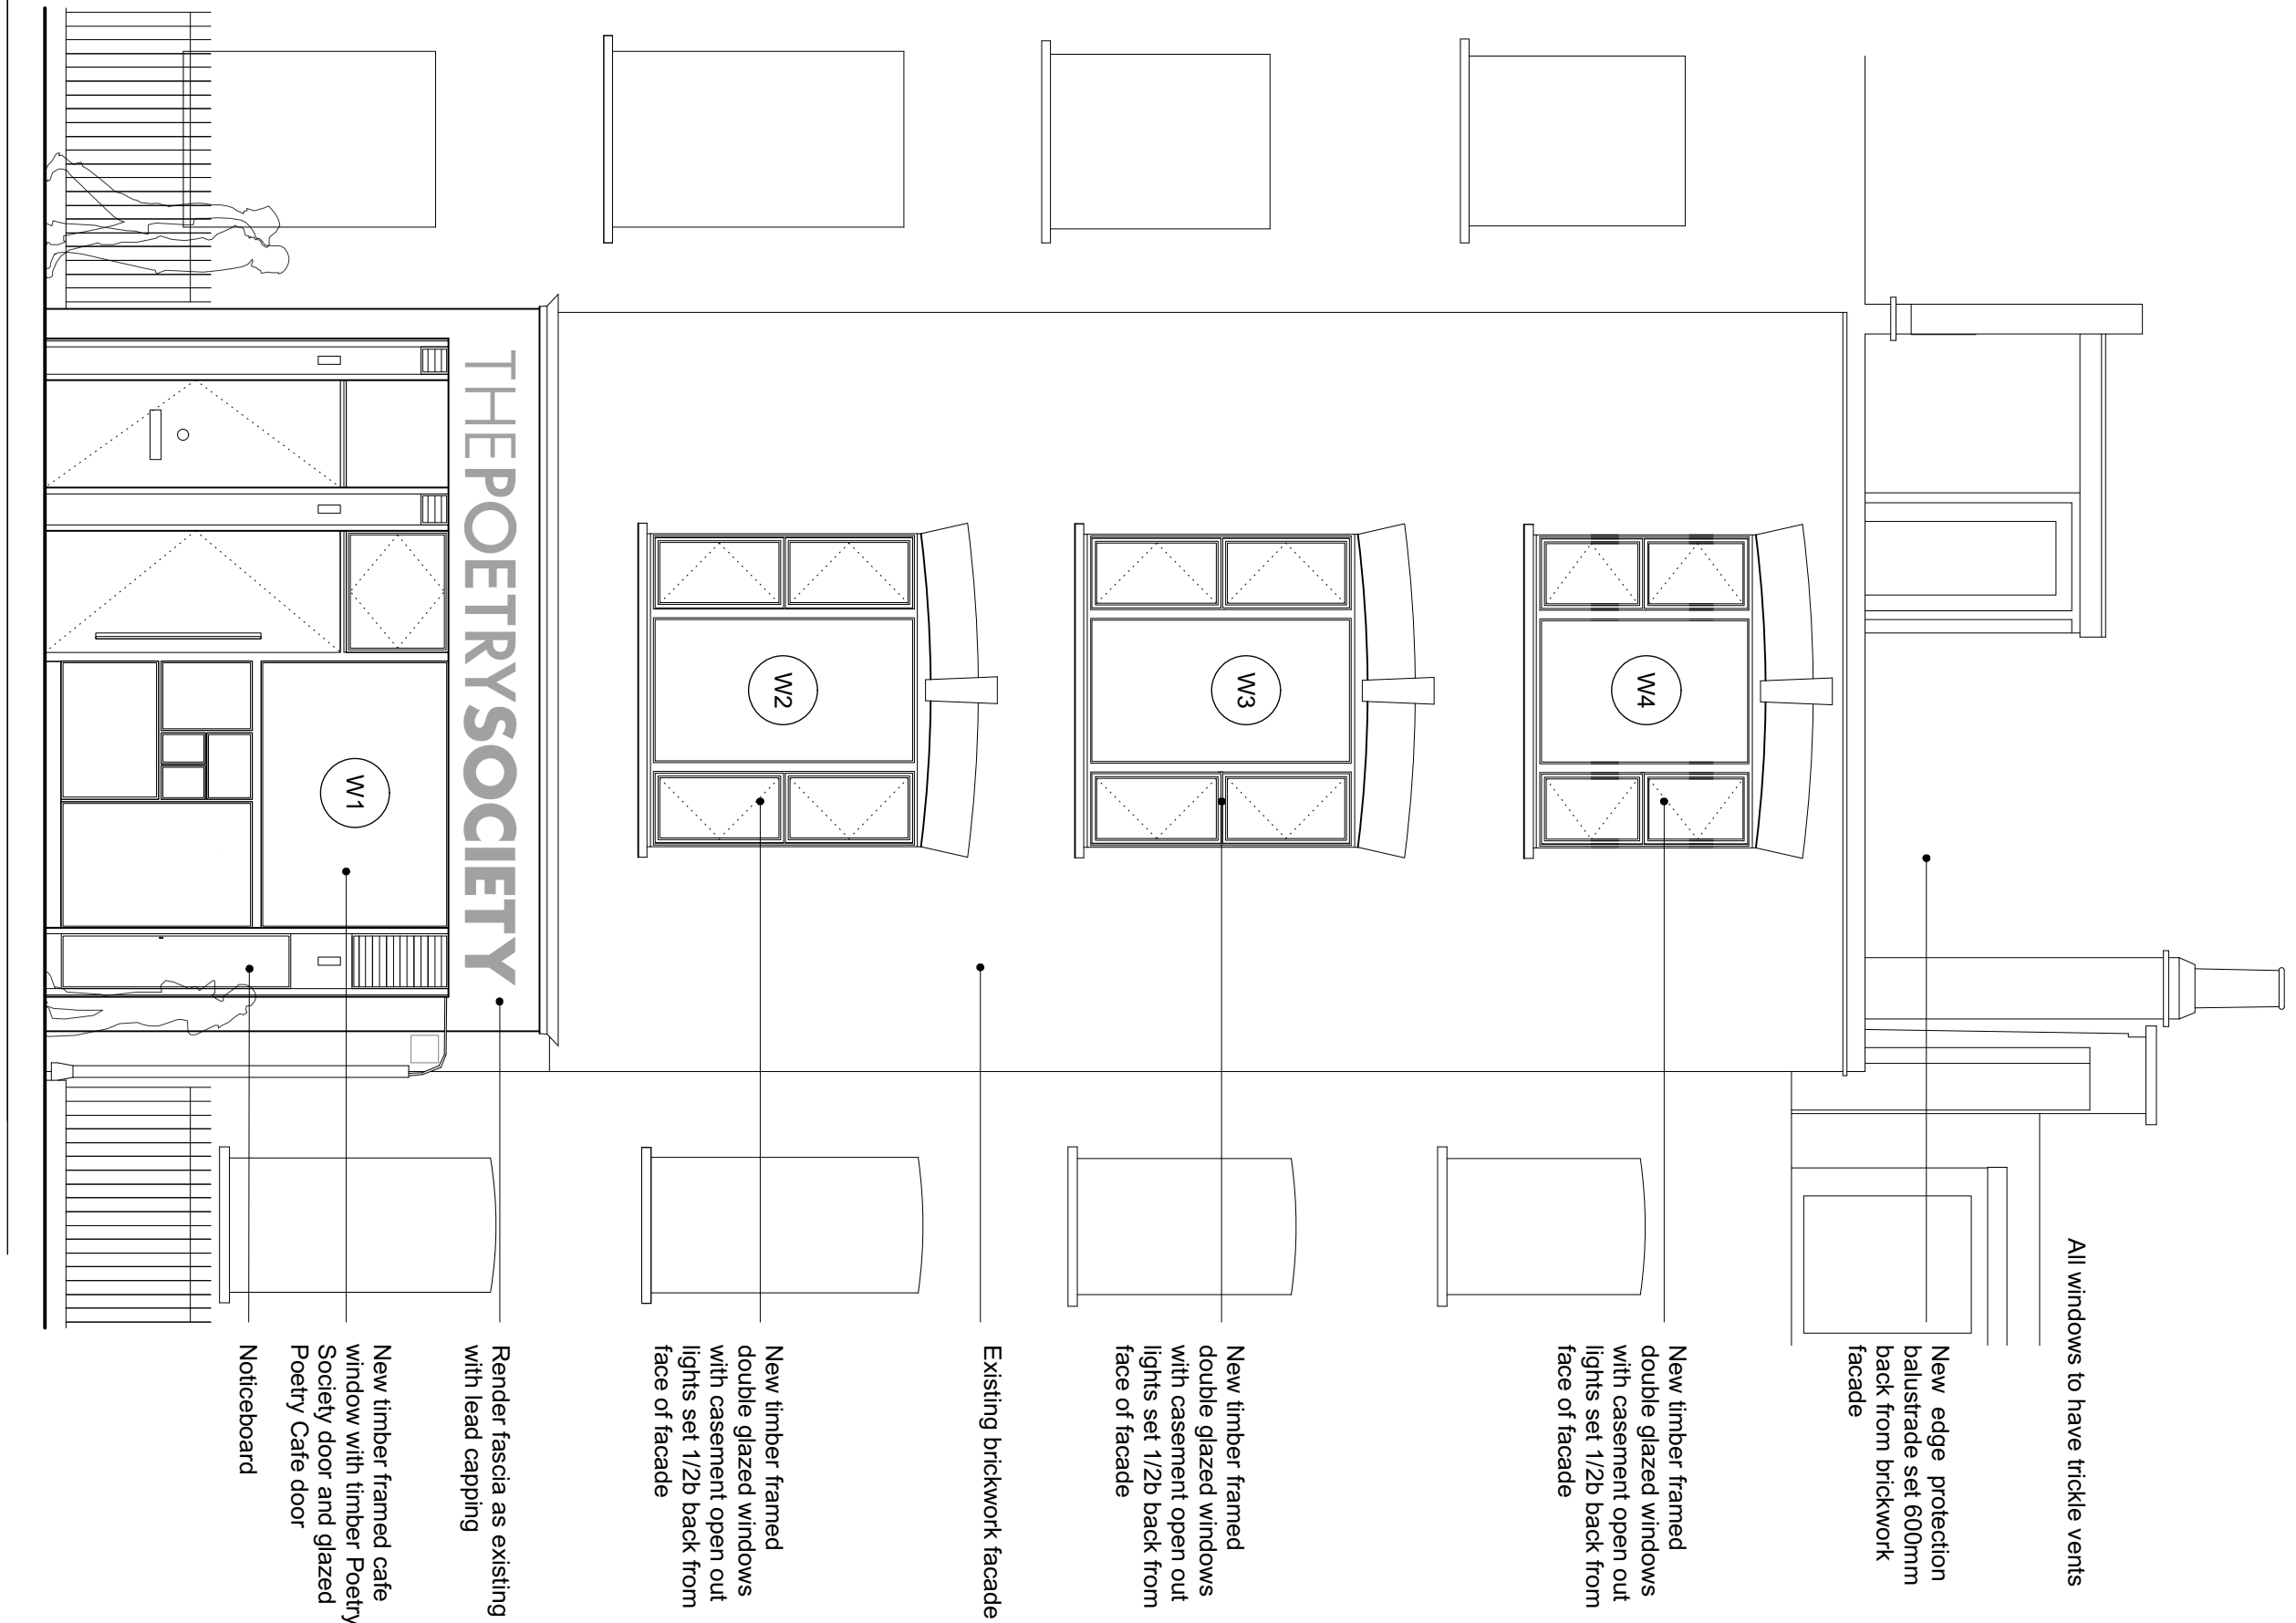 All windows to have trickle vents
New edge protection
balustrade set 600mm
back from brickwork
facade
New timber framed
double glazed windows
with casement open out
lights set 1/2b back from
face of facade
W4
New timber framed
double glazed windows
with casement open out
lights set 1/2b back from
face of facade
W3
Existing brickwork facade
New timber framed
double glazed windows
with casement open out
lights set 1/2b back from
face of facade
W2
THEPOETRYSOCIETY
Render fascia as existing
with lead capping
New timber framed cafe
window with timber Poetry
Society door and glazed
Poetry Cafe door
W1
Noticeboard